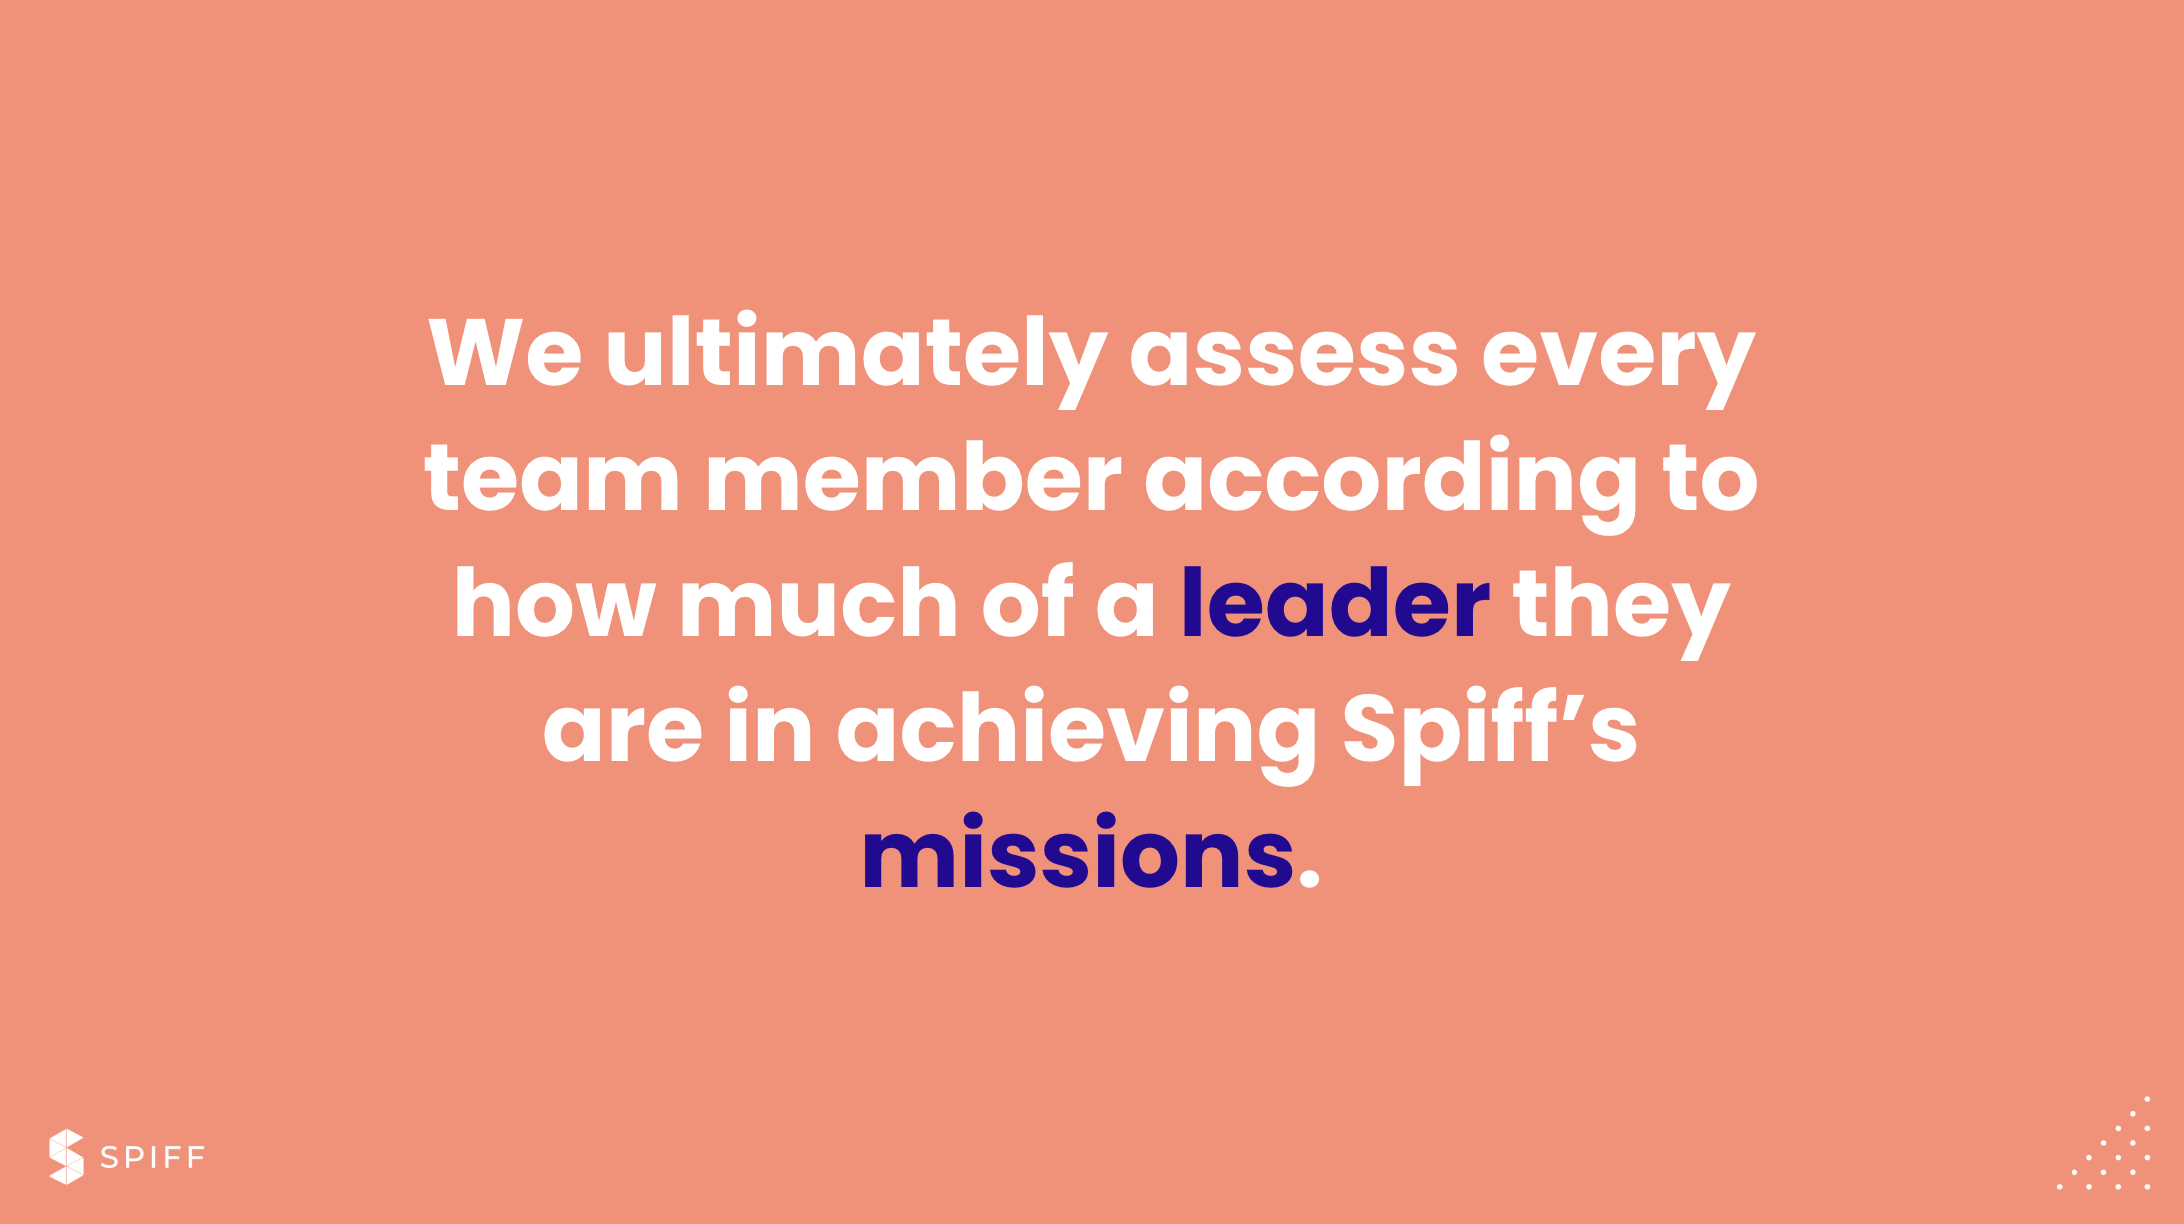 We ultimately assess every
team member according to
how much of a leader they
are in achieving Spiff’s
missions.
SPIFF